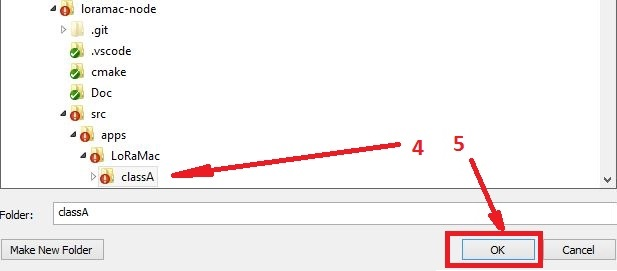 loramac-node
.git
.vscode
cmake
Doc
src
apps
LoRaMac
classA
4 5
Folder: classA
Make New Folder OK Cancel